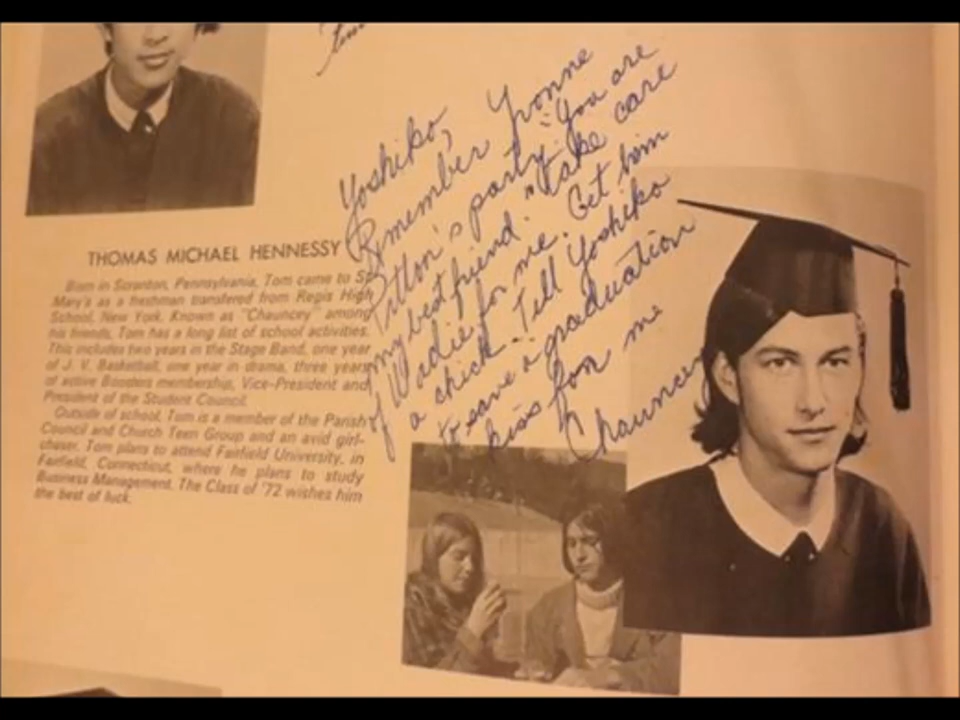 THOMAS MICHAEL HENNESSY
Born in Scranton, Pennsylvania, Tom came to St.
Mary's as a freshman transfered from Regis High
School, New York. Known as "Chauncey" among
his friends, Tom has a long list of school activities.
This includes two years in the Stage Band, one year
of J. V. Basketball, one year in drama, three years
of active Boosters membership, Vice-President and
President of the Student Council.
Outside of school, Tom is a member of the Parish
Council and Church Teen Group and an avid girl-
chaser. Tom plans to attend Fairfield University, in
Fairfield, Connecticut, where he plans to study
Business Management. The Class of '72 wishes him
the best of luck.
Yoshiko,
Remember Yvonne
party "You are
my best friend. "take care
of Wadie for me. Get him
a chick. Tell Yoshiko
to save a graduation
kiss for me
Chauncey